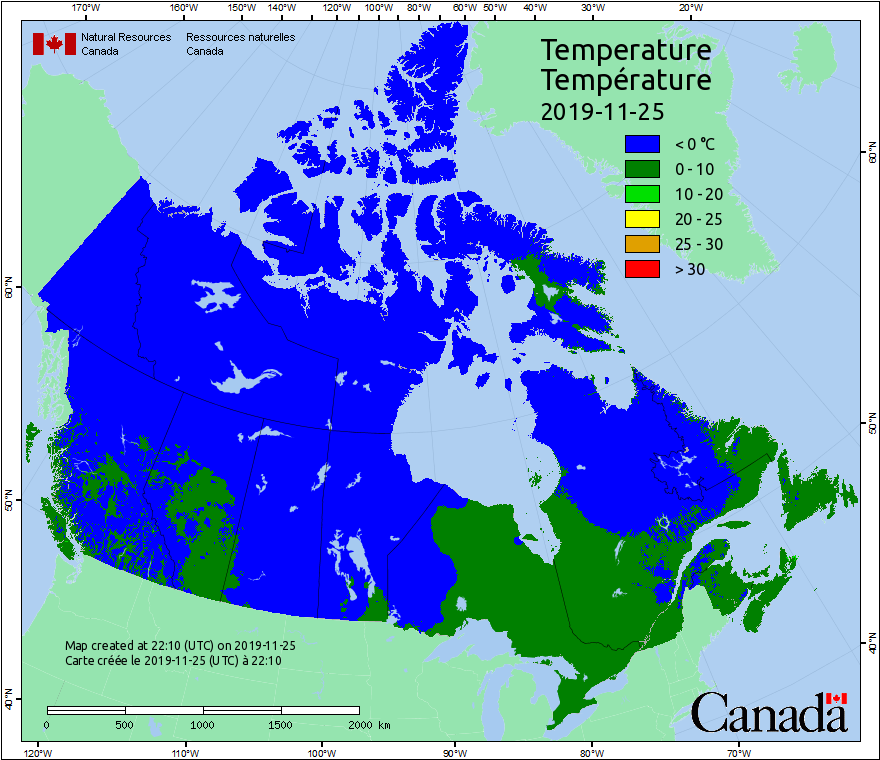 170°W 160°W 150°W 140°W 130°W 120°W 110°W 100°W 90°W 80°W 60°W 50°W 40°W 30°W 20°W
Natural Resources Ressources naturelles
Canada Canada
Temperature
Température
2019-11-25
< 0 °C
0 - 10
10 - 20
20 - 25
25 - 30
> 30
60°N
60°N
50°N
50°N
40°N
40°N
Map created at 22:10 (UTC) on 2019-11-25
Carte créée le 2019-11-25 (UTC) à 22:10
0 500 1000 1500 2000 km
Canada
120°W 110°W 100°W 90°W 80°W 70°W